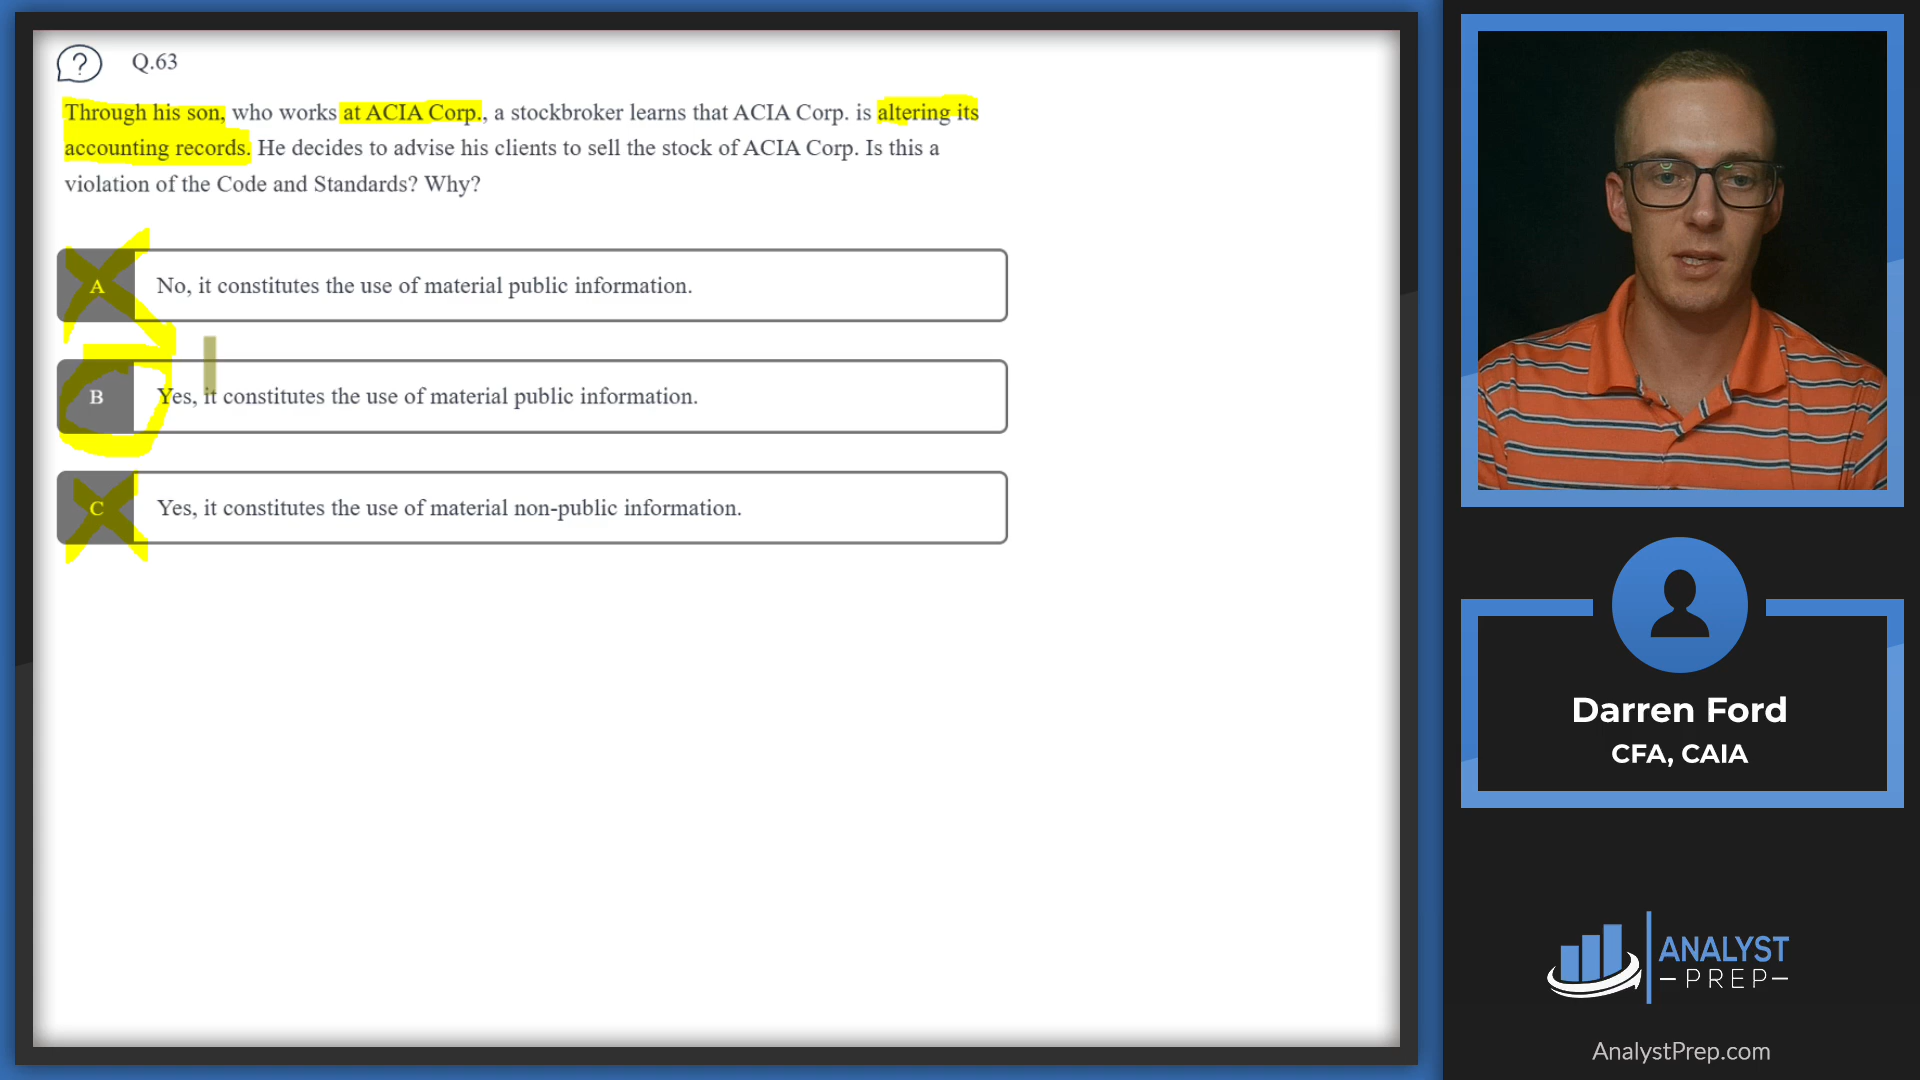 ?
Q.63
Through his son, who works at ACIA Corp., a stockbroker learns that ACIA Corp. is altering its
accounting records. He decides to advise his clients to sell the stock of ACIA Corp. Is this a
violation of the Code and Standards? Why?
A
No, it constitutes the use of material public information.
B
Yes, it constitutes the use of material public information.
C
Yes, it constitutes the use of material non-public information.
Darren Ford
CFA, CAIA
ANALYST
PREP
AnalystPrep.com